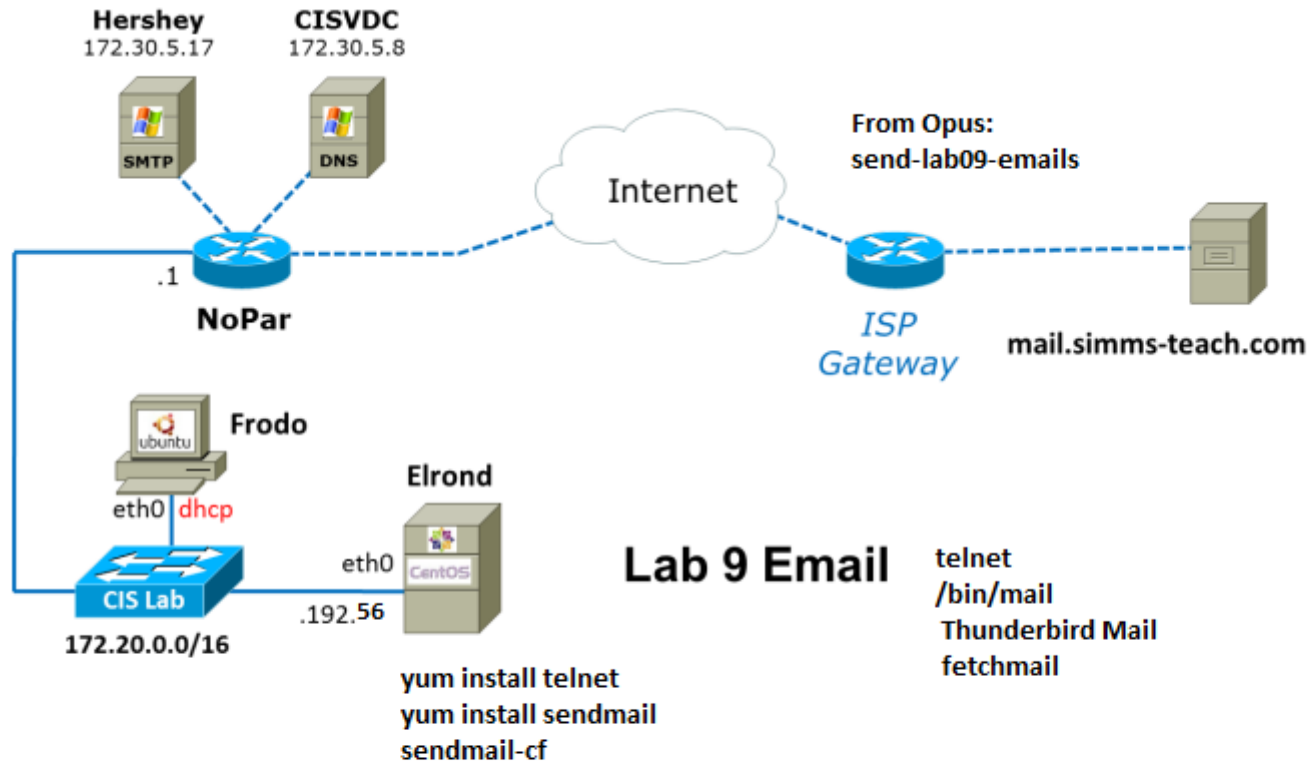 Hershey
172.30.5.17
CISVDC
172.30.5.8
SMTP
DNS
From Opus:
send-lab09-emails
Internet
.1
NoPar
ISP
Gateway
mail.simms-teach.com
ubuntu
Frodo
eth0 dhcp
Elrond
eth0
CentOS
.192.56
CIS Lab
172.20.0.0/16
Lab 9 Email
telnet
/bin/mail
Thunderbird Mail
fetchmail
yum install telnet
yum install sendmail
sendmail-cf